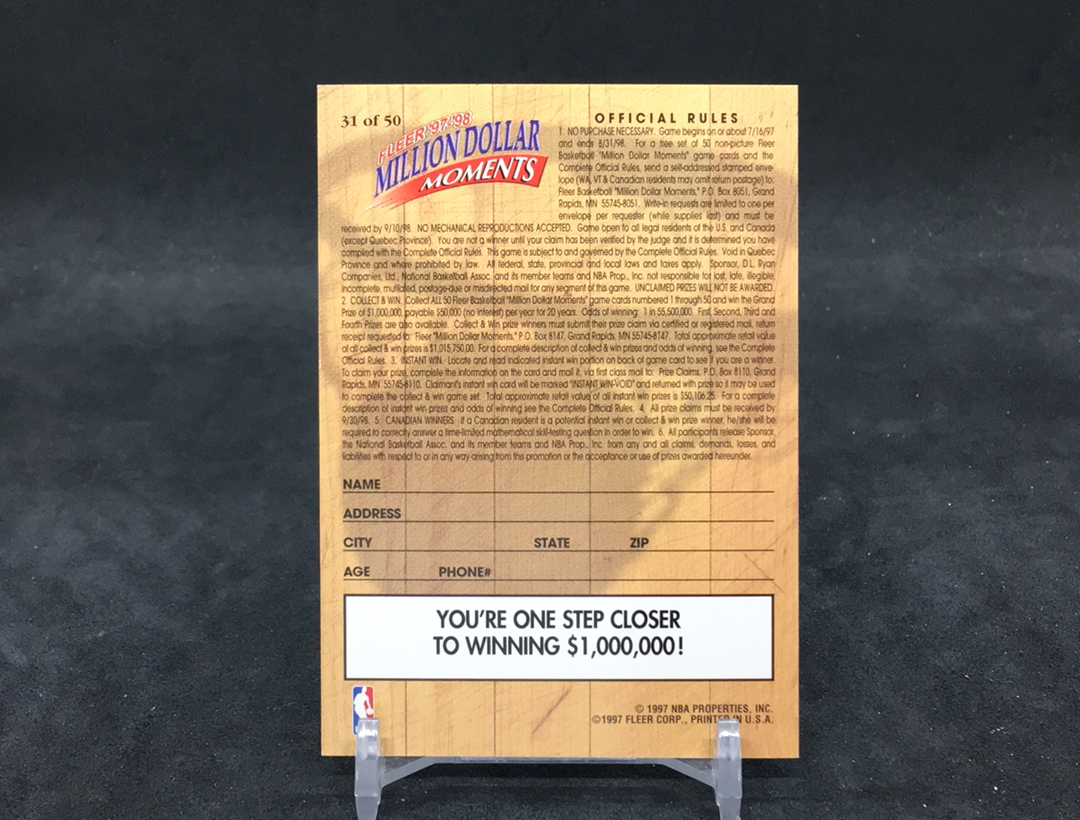 31 of 50
FLEER '97-'98
MILLION DOLLAR
MOMENTS
OFFICIAL RULES
1. NO PURCHASE NECESSARY. Game begins on or about 7/16/97
and ends 8/31/98. For a free set of 50 non-picture Fleer
Basketball "Million Dollar Moments" game cards and the
Complete Official Rules, send a self-addressed stamped enve-
lope (WA, VT & Canadian residents may omit return postage) to:
Fleer Basketball "Million Dollar Moments," P.O. Box 8051, Grand
Rapids, MN 55745-8051. Write-in requests are limited to one per
envelope per requester (while supplies last) and must be
received by 9/10/98. NO MECHANICAL REPRODUCTIONS ACCEPTED. Game open to all legal residents of the U.S. and Canada
(except Quebec Province). You are not a winner until your claim has been verified by the judge and it is determined you have
complied with the Complete Official Rules. This game is subject to and governed by the Complete Official Rules. Void in Quebec
Province and where prohibited by law. All federal, state, provincial and local laws and taxes apply. Sponsor, D.L. Ryan
Companies, Ltd., National Basketball Assoc. and its member teams and NBA Prop., Inc. not responsible for lost, late, illegible,
incomplete, mutilated, postage-due or misdirected mail for any segment of this game. UNCLAIMED PRIZES WILL NOT BE AWARDED.
2. COLLECT & WIN. Collect ALL 50 Fleer Basketball "Million Dollar Moments" game cards numbered 1 through 50 and win the Grand
Prize of $1,000,000, payable $50,000 (no interest) per year for 20 years. Odds of winning: 1 in 55,500,000. First, Second, Third and
Fourth Prizes are also available. Collect & Win prize winners must submit their prize claim via certified or registered mail, return
receipt requested to: Fleer "Million Dollar Moments," P.O. Box 8147, Grand Rapids, MN 55745-8147. Total approximate retail value
of all collect & win prizes is $1,015,750.00. For a complete description of collect & win prizes and odds of winning, see the Complete
Official Rules. 3. INSTANT WIN. Locate and read indicated instant win portion on back of game card to see if you are a winner.
To claim your prize, complete the information on the card and mail it, via first class mail to: Prize Claims, P.O. Box 8110, Grand
Rapids, MN 55745-8110. Claimant's instant win card will be marked "INSTANT WIN-VOID" and returned with prize so it may be used
to complete the collect & win game set. Total approximate retail value of all instant win prizes is $50,106.25. For a complete
description of instant win prizes and odds of winning see the Complete Official Rules. 4. All prize claims must be received by
9/30/98. 5. CANADIAN WINNERS. If a Canadian resident is a potential instant win or collect & win prize winner, he/she will be
required to correctly answer a time-limited mathematical skill-testing question in order to win. 6. All participants release Sponsor,
the National Basketball Assoc. and its member teams and NBA Prop., Inc. from any and all claims, demands, losses, and
liabilities with respect to or in any way arising from this promotion or the acceptance or use of prizes awarded hereunder.
NAME
ADDRESS
CITY STATE ZIP
AGE PHONE#
YOU'RE ONE STEP CLOSER
TO WINNING $1,000,000!
© 1997 NBA PROPERTIES, INC.
©1997 FLEER CORP., PRINTED IN U.S.A.